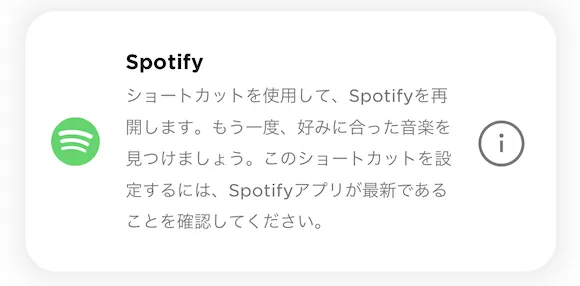 Spotify
ショートカットを使用して、Spotifyを再
開します。もう一度、好みに合った音楽を
見つけましょう。このショートカットを設
定するには、Spotifyアプリが最新である
ことを確認してください。